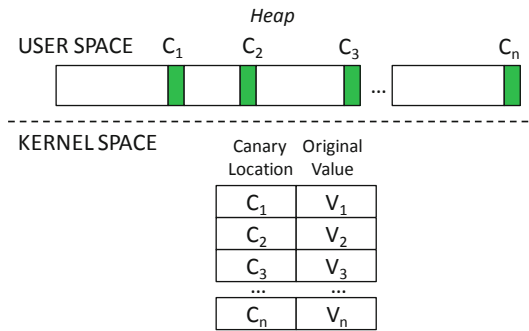 Heap
USER SPACE C₁ C₂ C₃ Cₙ
...
KERNEL SPACE
Canary Original
Location Value
C₁ V₁
C₂ V₂
C₃ V₃
... ...
Cₙ Vₙ